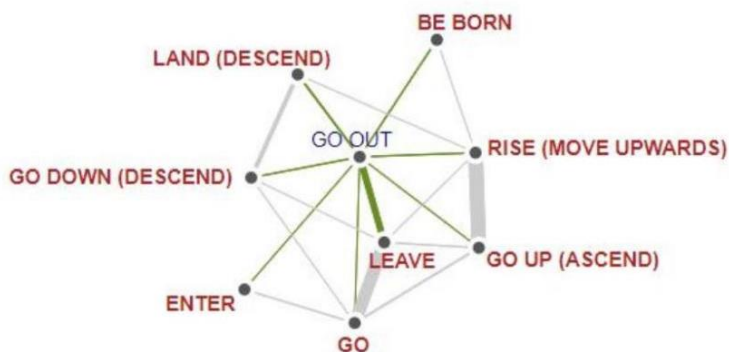 BE BORN
LAND (DESCEND)
GO OUT
RISE (MOVE UPWARDS)
GO DOWN (DESCEND)
LEAVE
GO UP (ASCEND)
ENTER
GO